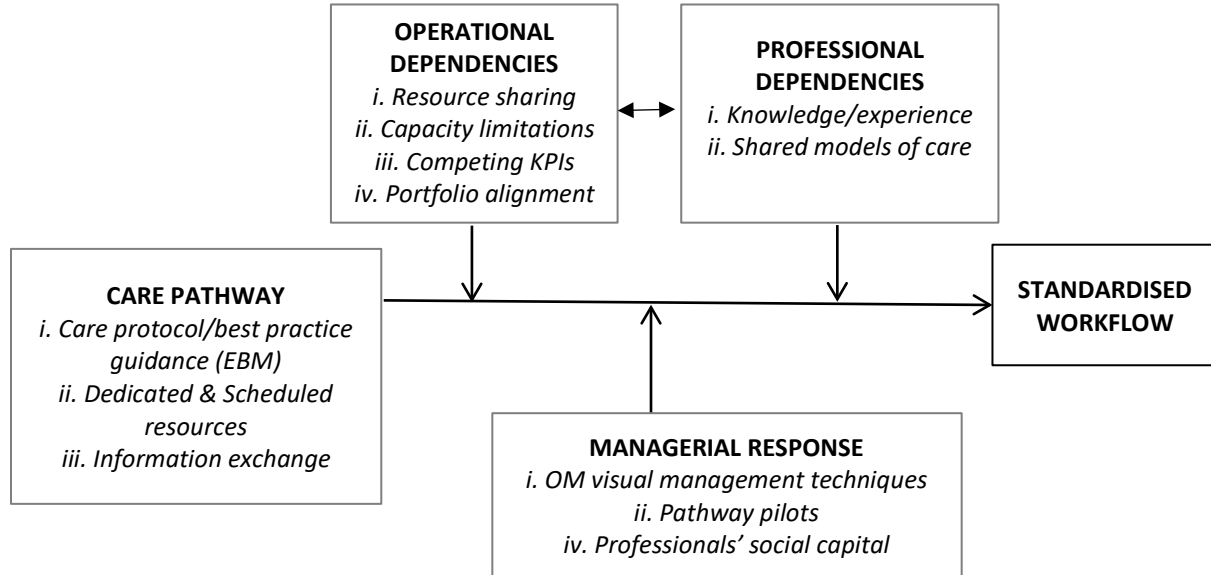 OPERATIONAL
DEPENDENCIES
i. Resource sharing
ii. Capacity limitations
iii. Competing KPIs
iv. Portfolio alignment
PROFESSIONAL
DEPENDENCIES
i. Knowledge/experience
ii. Shared models of care
CARE PATHWAY
i. Care protocol/best practice
guidance (EBM)
ii. Dedicated & Scheduled
resources
iii. Information exchange
STANDARDISED
WORKFLOW
MANAGERIAL RESPONSE
i. OM visual management techniques
ii. Pathway pilots
iv. Professionals’ social capital